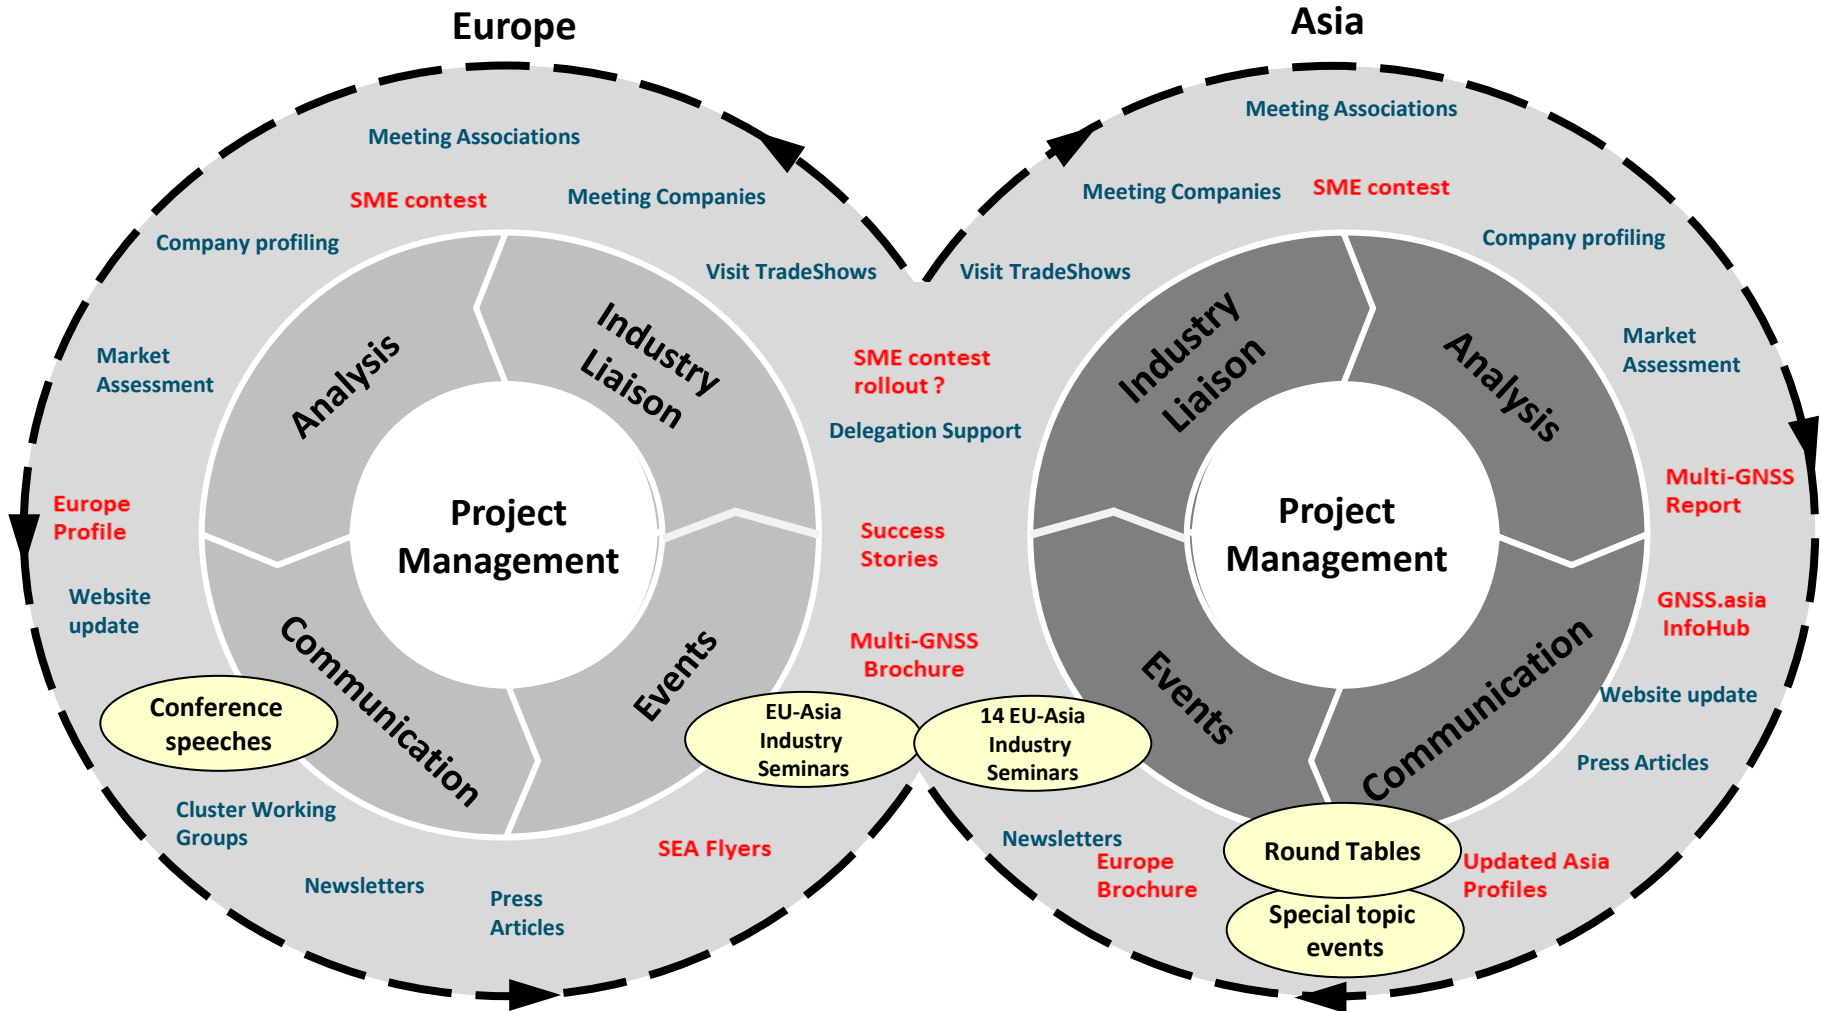 Europe
Meeting Associations
SME contest
Meeting Companies
Company profiling
Visit TradeShows
Market
Assessment
Analysis
Industry
Liaison
Project
Management
Europe
Profile
Website
update
Communication
Events
Conference
speeches
Cluster Working
Groups
Newsletters
Press
Articles
SEA Flyers
SME contest
rollout ?
Delegation Support
Success
Stories
Multi-GNSS
Brochure
EU-Asia
Industry
Seminars
14 EU-Asia
Industry
Seminars
Asia
Meeting Associations
Meeting Companies
SME contest
Company profiling
Visit TradeShows
Market
Assessment
Industry
Liaison
Analysis
Project
Management
Multi-GNSS
Report
GNSS.asia
InfoHub
Events
Communication
Website update
Press Articles
Newsletters
Europe
Brochure
Round Tables
Updated Asia
Profiles
Special topic
events